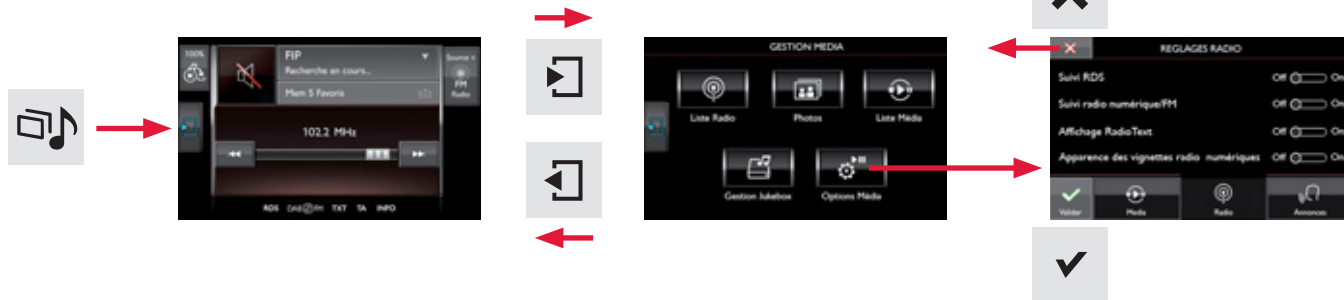 100%
FIP
Recherche en cours...
Mem 5 Favoris
Source
FM
Radio
102.2 MHz
RDS DAB/FM TXT TA INFO
GESTION MEDIA
Liste Radio
Photos
Liste Média
Gestion Jukebox
Options Média
REGLAGES RADIO
Suivi RDS Off On
Suivi radio numérique/FM Off On
Affichage RadioText Off On
Apparence des vignettes radio numériques Off On
Valider
Media
Radio
Annonces